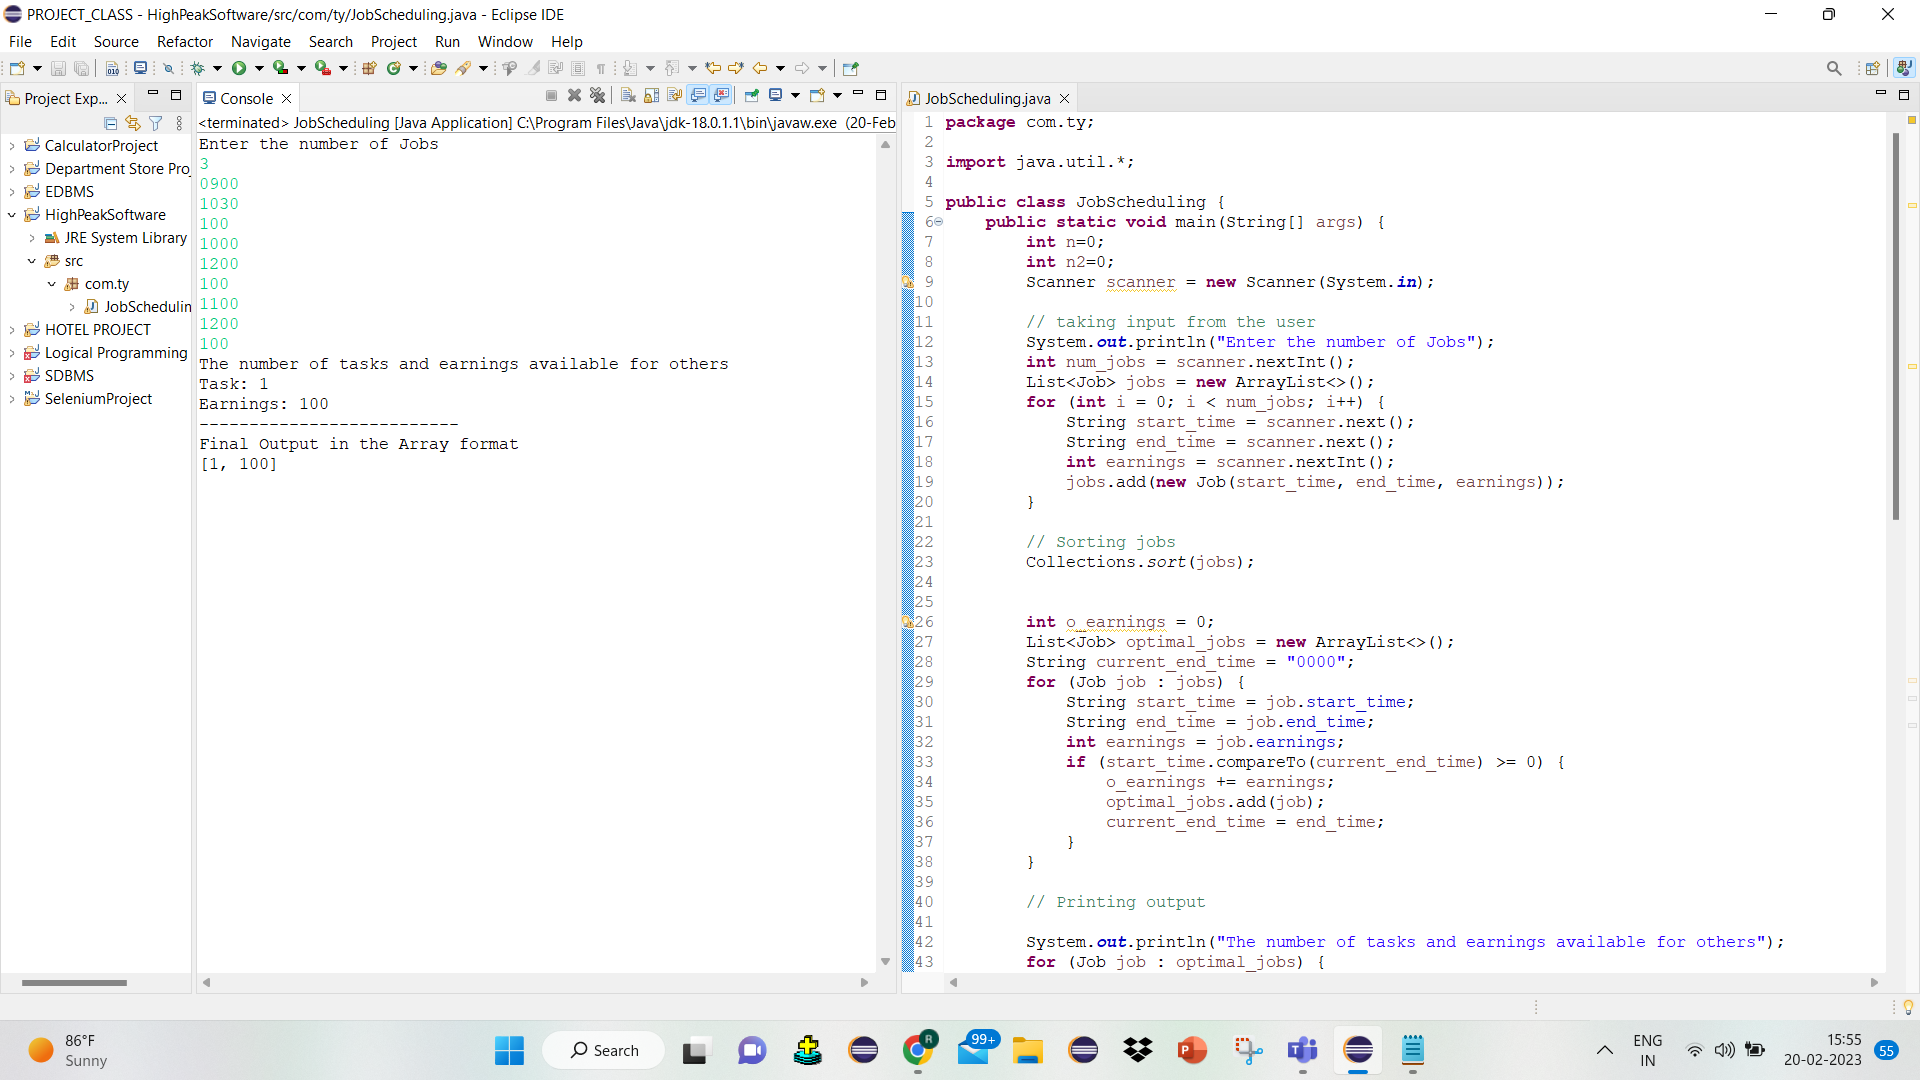 PROJECT_CLASS - HighPeakSoftware/src/com/ty/JobScheduling.java - Eclipse IDE
File Edit Source Refactor Navigate Search Project Run Window Help
Project Exp...
CalculatorProject
Department Store Pro
EDBMS
HighPeakSoftware
JRE System Library
src
com.ty
JobSchedulin
HOTEL PROJECT
Logical Programming
SDBMS
SeleniumProject
Console
<terminated> JobScheduling [Java Application] C:\Program Files\Java\jdk-18.0.1.1\bin\javaw.exe (20-Feb
Enter the number of Jobs
3
0900
1030
100
1000
1200
100
1100
1200
100
The number of tasks and earnings available for others
Task: 1
Earnings: 100
--------------------------
Final Output in the Array format
[1, 100]
JobScheduling.java
1 package com.ty;
2
3 import java.util.*;
4
5 public class JobScheduling {
6 public static void main(String[] args) {
7 int n=0;
8 int n2=0;
9 Scanner scanner = new Scanner(System.in);
10
11 // taking input from the user
12 System.out.println("Enter the number of Jobs");
13 int num_jobs = scanner.nextInt();
14 List<Job> jobs = new ArrayList<>();
15 for (int i = 0; i < num_jobs; i++) {
16 String start_time = scanner.next();
17 String end_time = scanner.next();
18 int earnings = scanner.nextInt();
19 jobs.add(new Job(start_time, end_time, earnings));
20 }
21
22 // Sorting jobs
23 Collections.sort(jobs);
24
25
26 int o_earnings = 0;
27 List<Job> optimal_jobs = new ArrayList<>();
28 String current_end_time = "0000";
29 for (Job job : jobs) {
30 String start_time = job.start_time;
31 String end_time = job.end_time;
32 int earnings = job.earnings;
33 if (start_time.compareTo(current_end_time) >= 0) {
34 o_earnings += earnings;
35 optimal_jobs.add(job);
36 current_end_time = end_time;
37 }
38 }
39
40 // Printing output
41
42 System.out.println("The number of tasks and earnings available for others");
43 for (Job job : optimal_jobs) {
86°F
Sunny
Search
R
99+
ENG
IN
15:55
20-02-2023
55